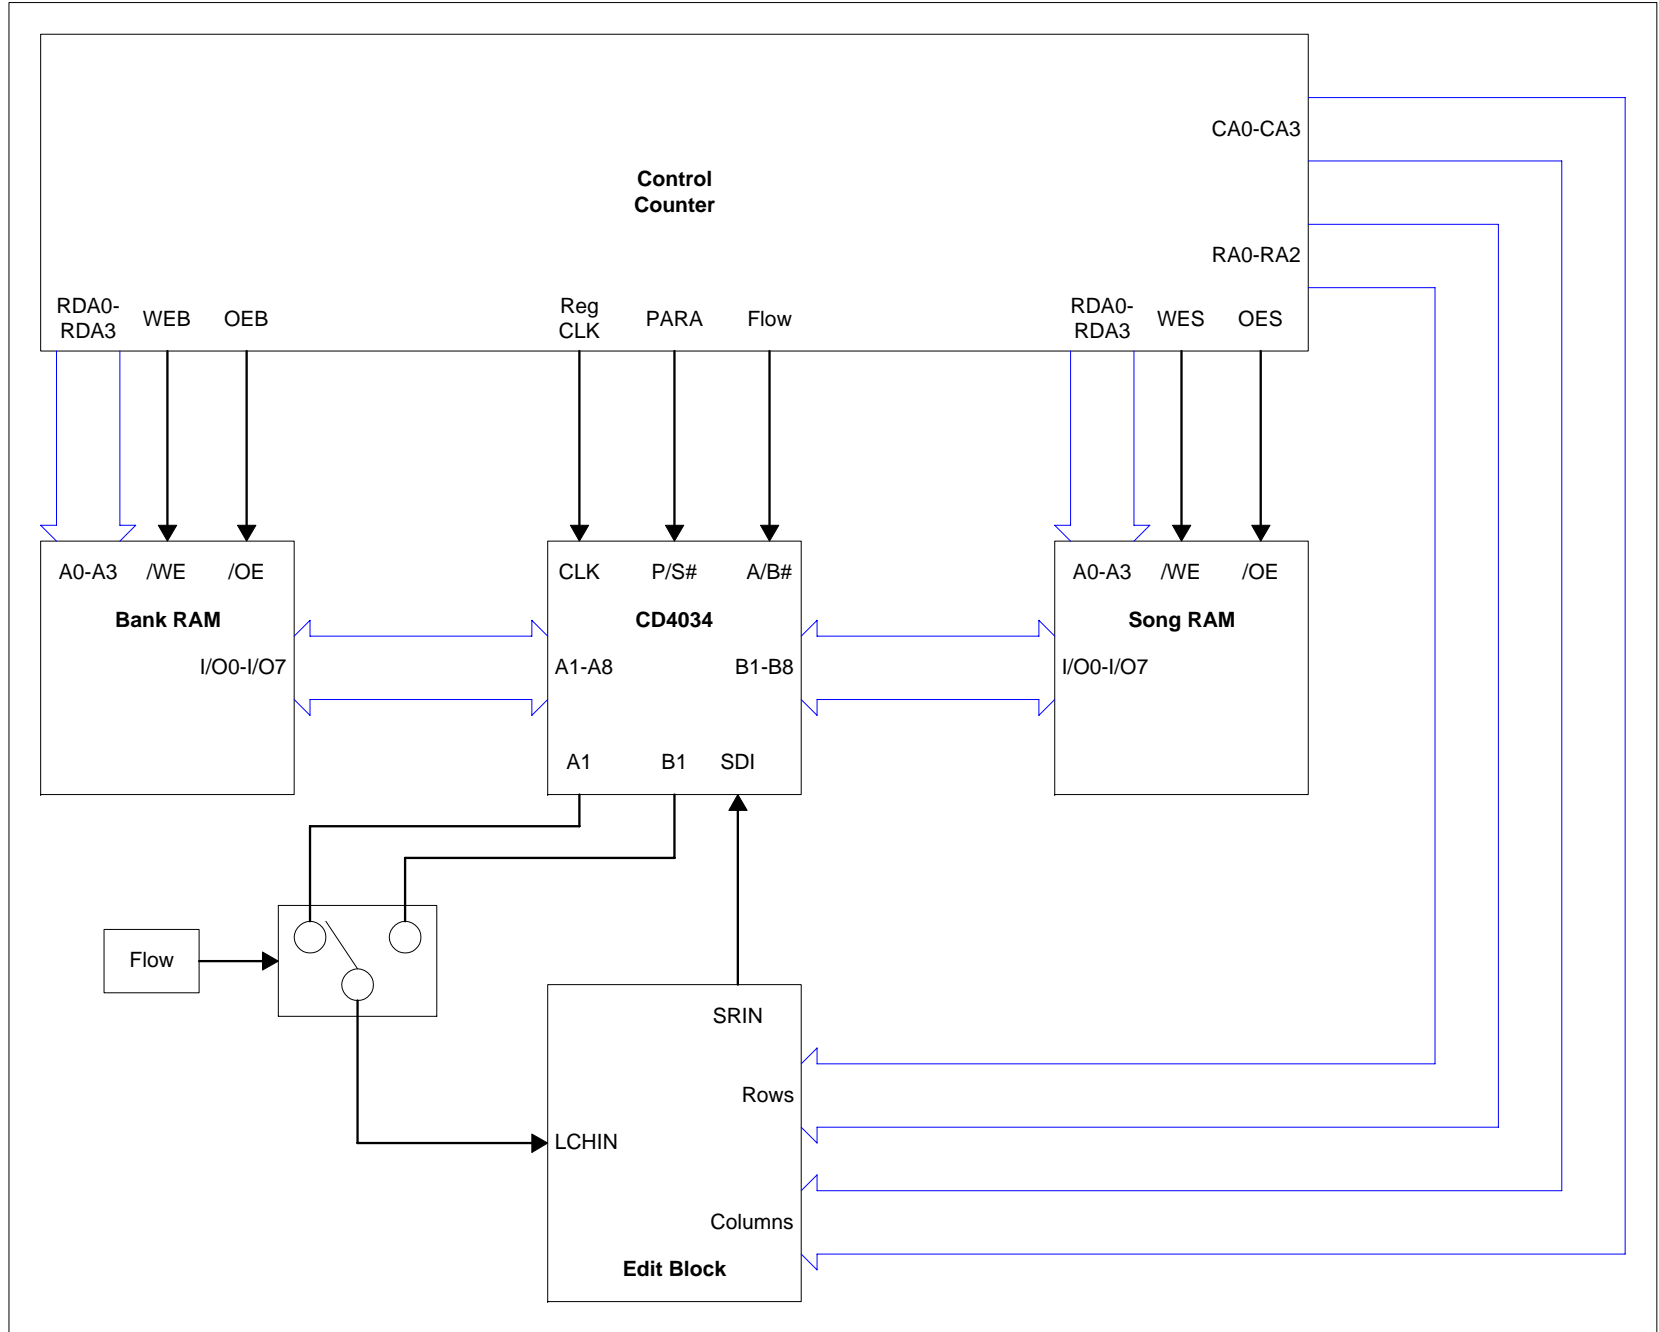 CA0-CA3
Control
Counter
RA0-RA2
RDA0-
RDA3
WEB
OEB
Reg
CLK
PARA
Flow
RDA0-
RDA3
WES
OES
A0-A3
/WE
/OE
Bank RAM
I/O0-I/O7
CLK
P/S#
A/B#
CD4034
A1-A8
B1-B8
A1
B1
SDI
A0-A3
/WE
/OE
Song RAM
I/O0-I/O7
Flow
SRIN
Rows
LCHIN
Columns
Edit Block